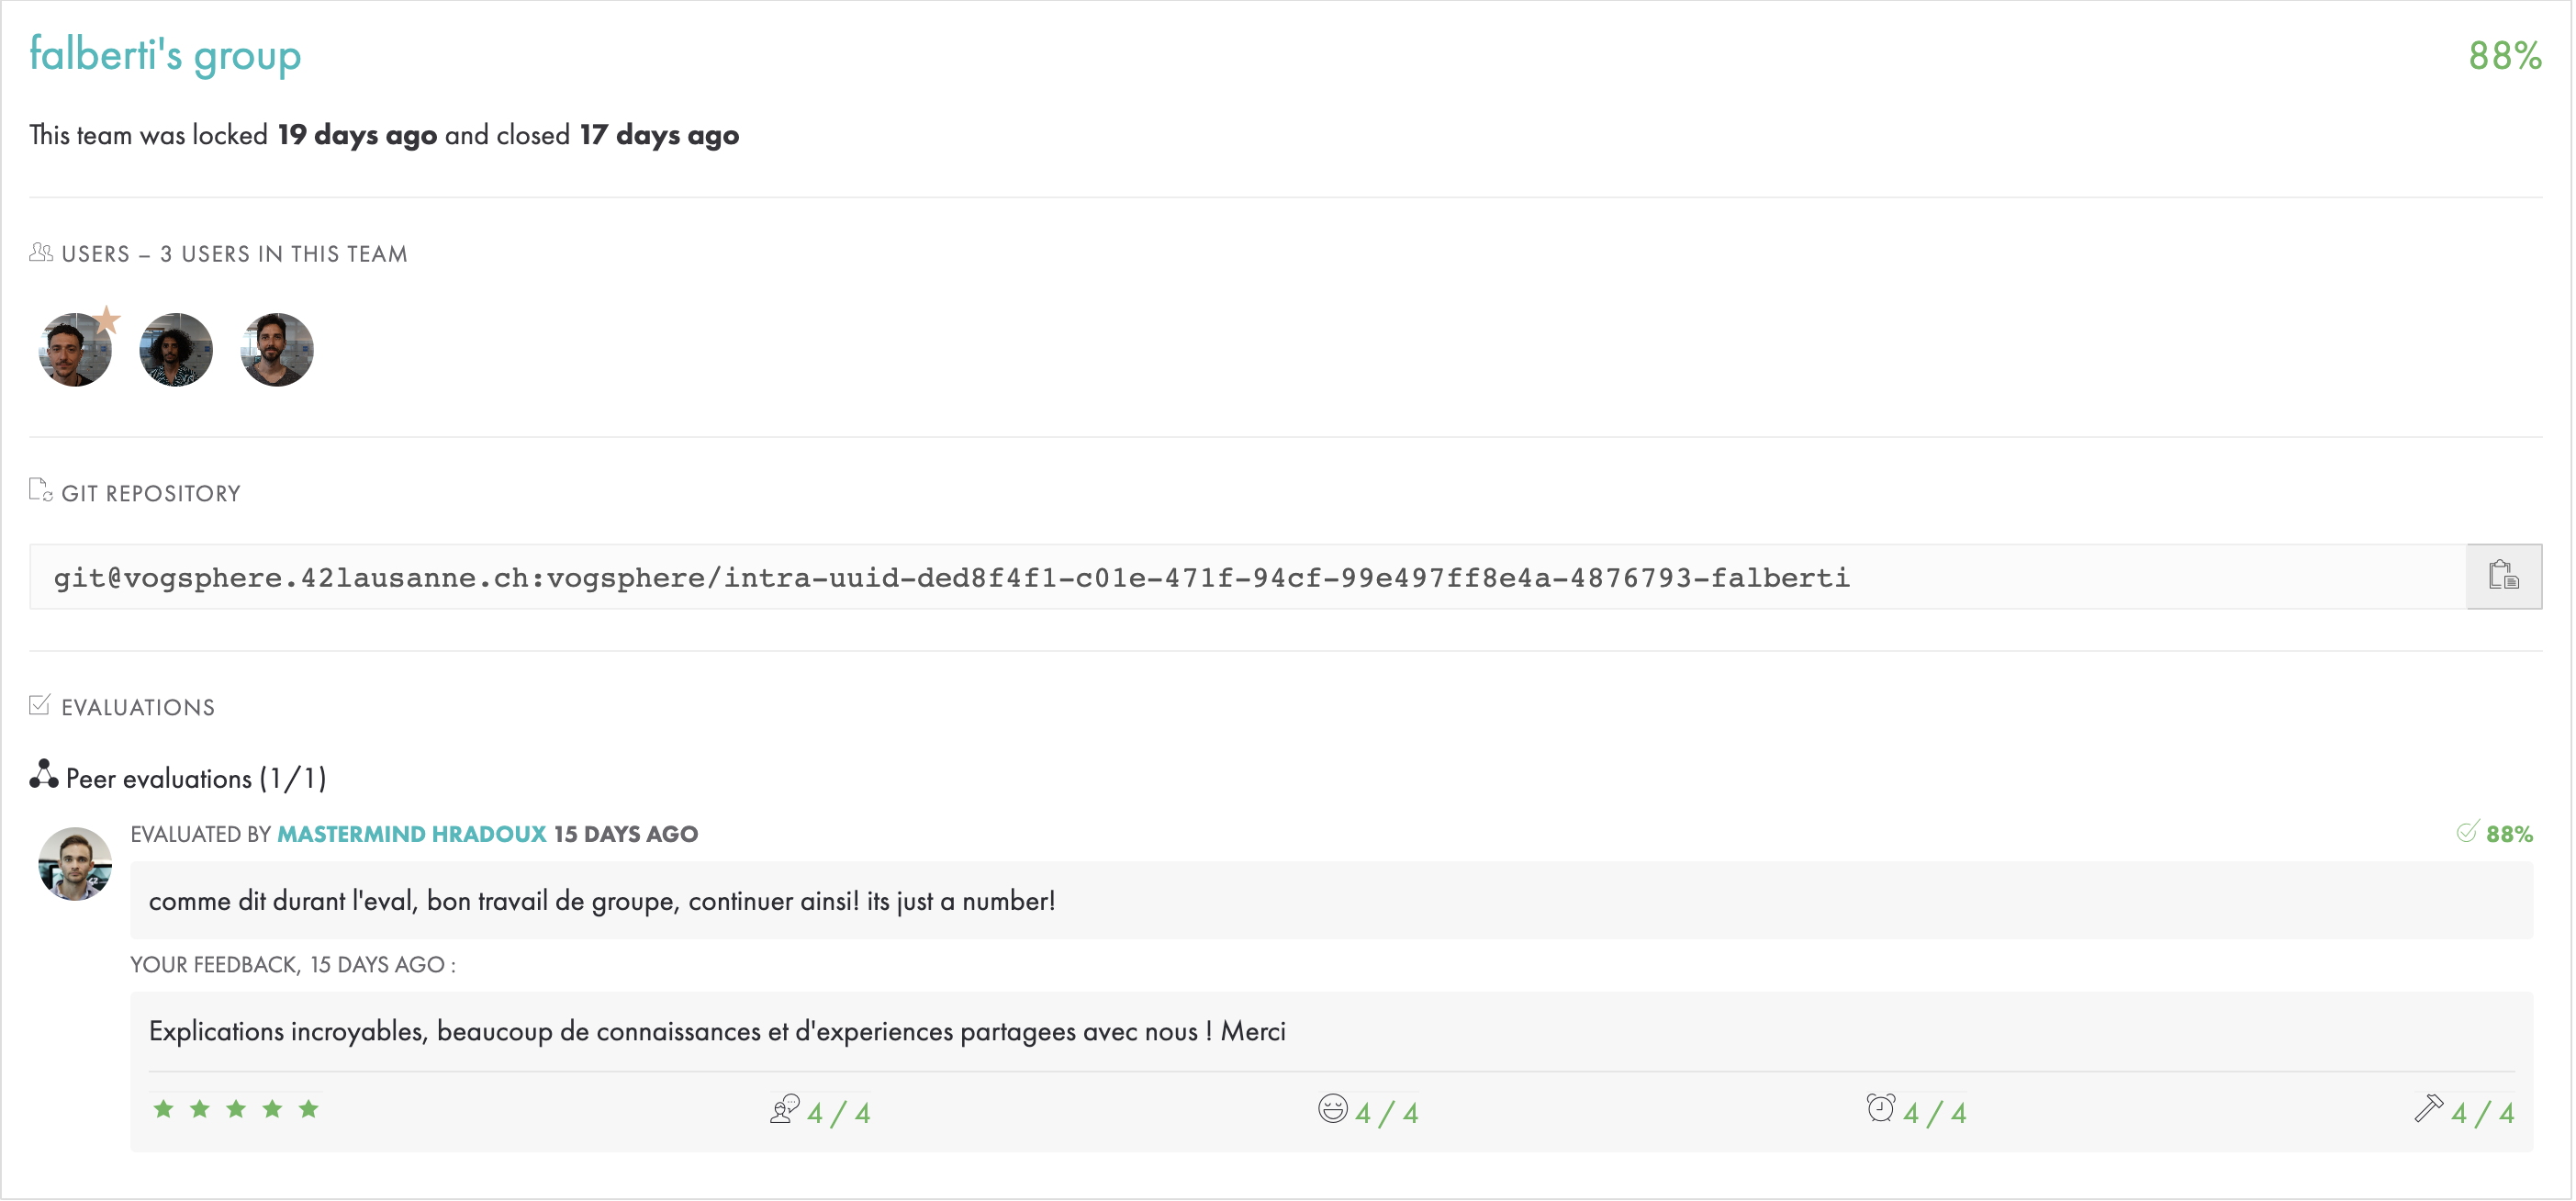 falberti's group
88%
This team was locked 19 days ago and closed 17 days ago
USERS – 3 USERS IN THIS TEAM
GIT REPOSITORY
git@vogsphere.42lausanne.ch:vogsphere/intra-uuid-ded8f4f1-c01e-471f-94cf-99e497ff8e4a-4876793-falberti
EVALUATIONS
Peer evaluations (1/1)
EVALUATED BY MASTERMIND HRADOUX 15 DAYS AGO
88%
comme dit durant l'eval, bon travail de groupe, continuer ainsi! its just a number!
YOUR FEEDBACK, 15 DAYS AGO :
Explications incroyables, beaucoup de connaissances et d'experiences partagees avec nous ! Merci
4 / 4
4 / 4
4 / 4
4 / 4